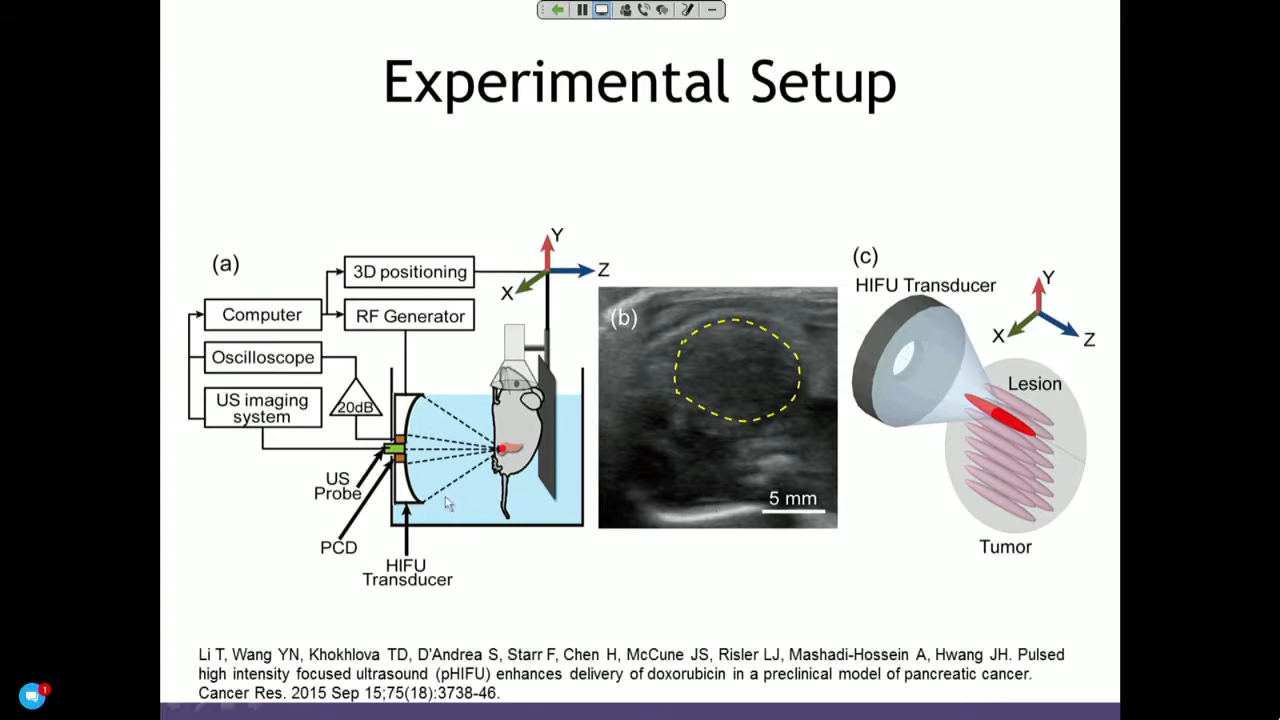 Experimental Setup
(a)
3D positioning
Y
Z
X
Computer
RF Generator
Oscilloscope
US imaging
system
20dB
US
Probe
PCD
HIFU
Transducer
(b)
5 mm
(c)
HIFU Transducer
Y
X
Z
Lesion
Tumor
Li T, Wang YN, Khokhlova TD, D'Andrea S, Starr F, Chen H, McCune JS, Risler LJ, Mashadi-Hossein A, Hwang JH. Pulsed
high intensity focused ultrasound (pHIFU) enhances delivery of doxorubicin in a preclinical model of pancreatic cancer.
Cancer Res. 2015 Sep 15;75(18):3738-46.
1